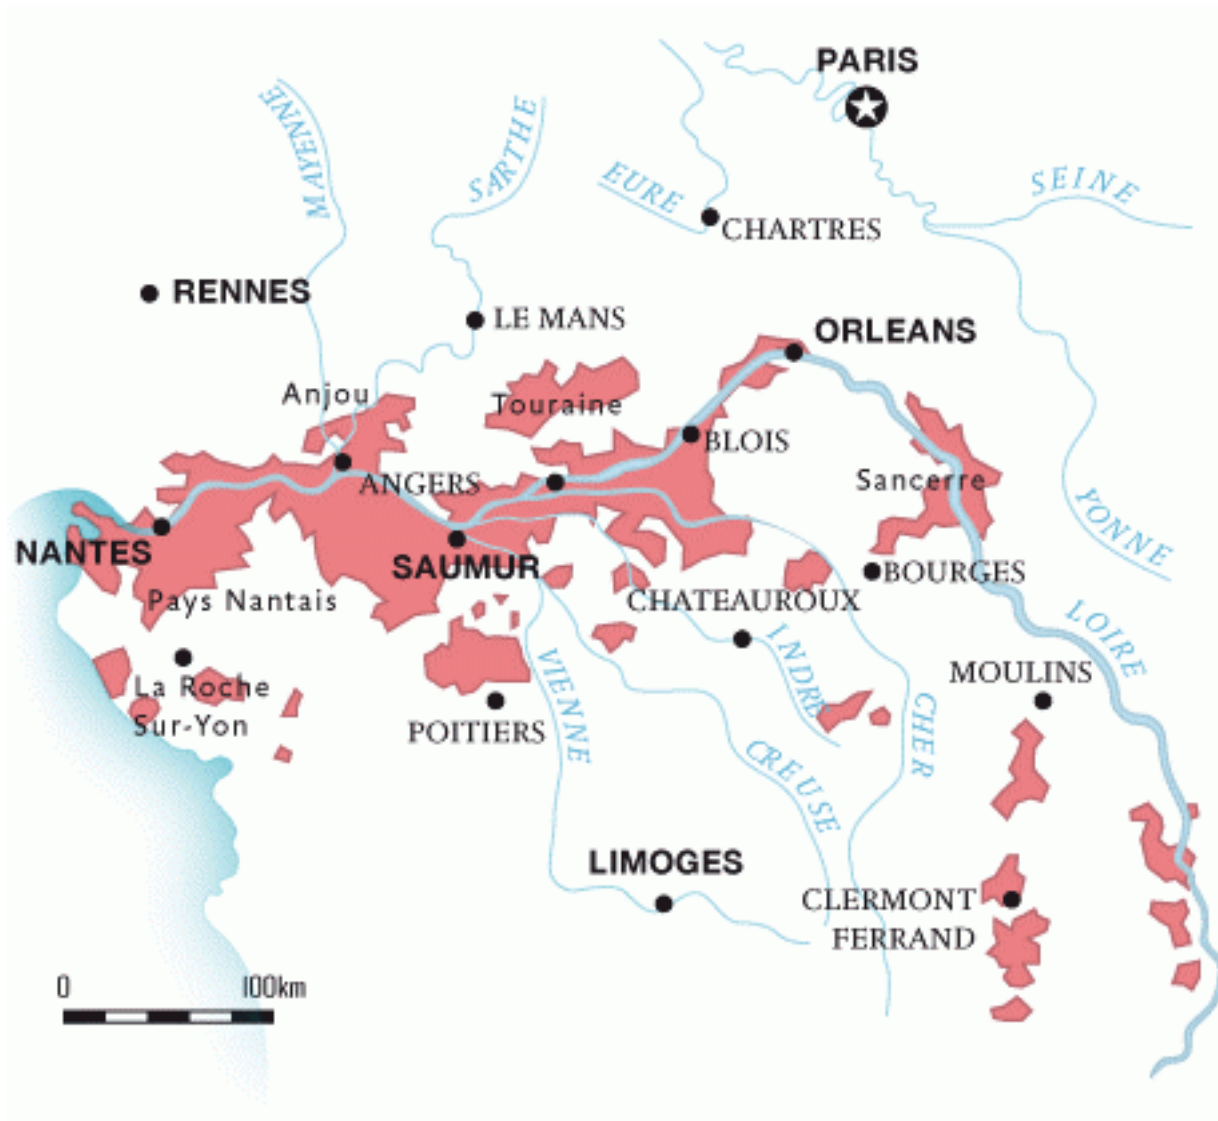 PARIS
MAYENNE
SARTHE
EURE
SEINE
CHARTRES
RENNES
LE MANS
ORLEANS
Anjou
Touraine
BLOIS
ANGERS
Sancerre
YONNE
NANTES
SAUMUR
BOURGES
Pays Nantais
CHATEAUROUX
LOIRE
INDRE
VIENNE
MOULINS
La Roche
Sur-Yon
POITIERS
CHER
CREUSE
LIMOGES
CLERMONT
FERRAND
0 100km